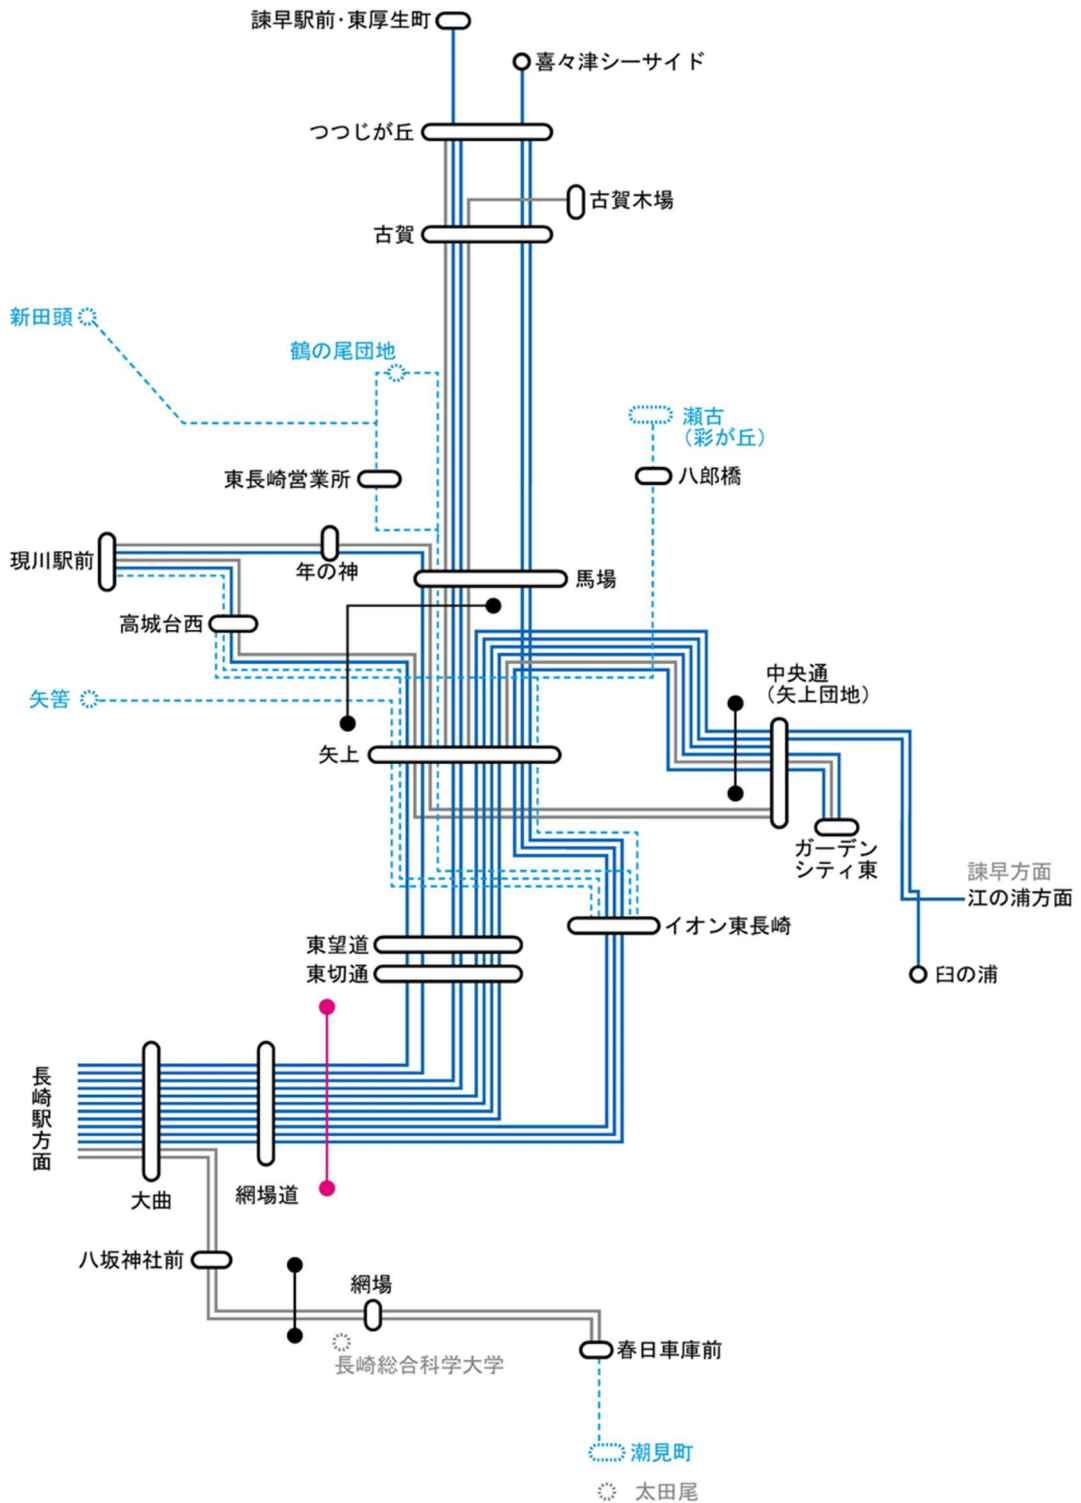 諫早駅前・東厚生町
喜々津シーサイド
つつじが丘
古賀木場
古賀
新田頭
鶴の尾団地
瀬古
（彩が丘）
東長崎営業所
八郎橋
現川駅前
年の神
馬場
高城台西
中央通
（矢上団地）
矢筈
矢上
ガーデン
シティ東
諫早方面
江の浦方面
イオン東長崎
東望道
東切通
臼の浦
長崎駅方面
大曲
網場道
八坂神社前
網場
長崎総合科学大学
春日車庫前
潮見町
太田尾